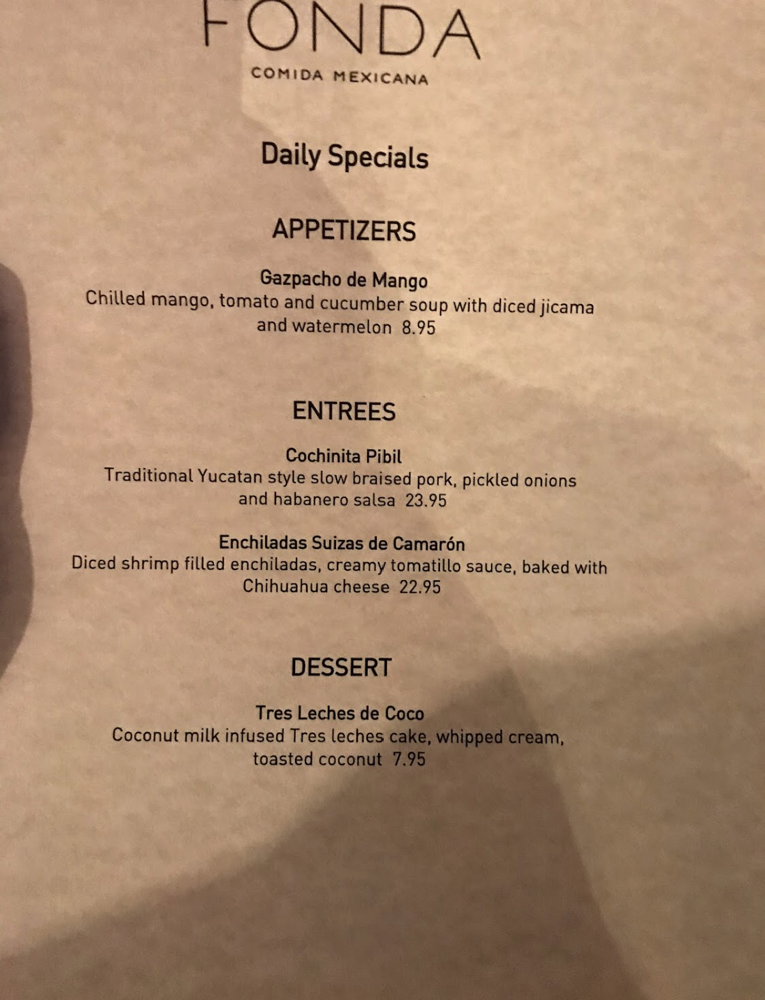 FONDA
COMIDA MEXICANA
Daily Specials
APPETIZERS
Gazpacho de Mango
Chilled mango, tomato and cucumber soup with diced jicama
and watermelon 8.95
ENTREES
Cochinita Pibil
Traditional Yucatan style slow braised pork, pickled onions
and habanero salsa 23.95
Enchiladas Suizas de Camarón
Diced shrimp filled enchiladas, creamy tomatillo sauce, baked with
Chihuahua cheese 22.95
DESSERT
Tres Leches de Coco
Coconut milk infused Tres leches cake, whipped cream,
toasted coconut 7.95